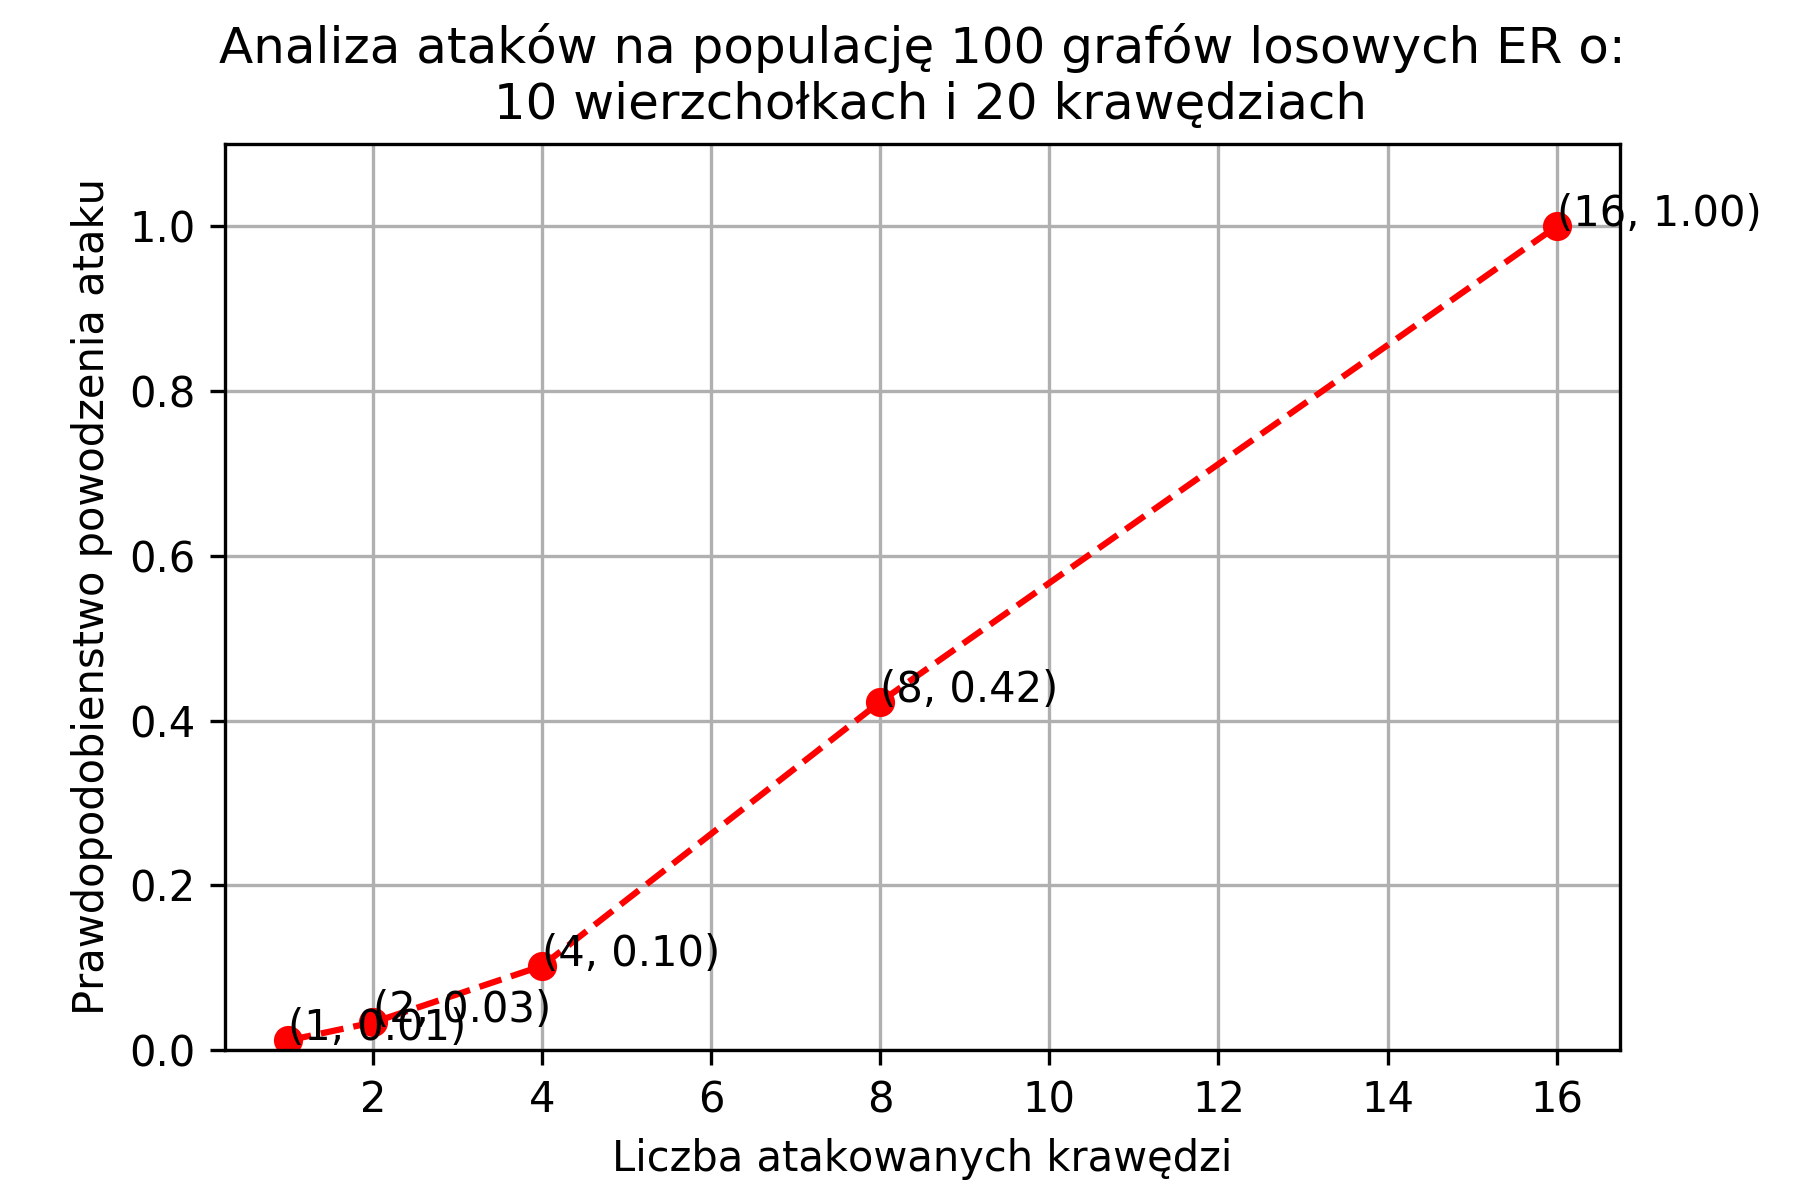 Analiza ataków na populację 100 grafów losowych ER o:
10 wierzchołkach i 20 krawędziach
Prawdopodobienstwo powodzenia ataku
1.0
0.8
0.6
0.4
0.2
0.0
(16, 1.00)
(8, 0.42)
(4, 0.10)
(2, 0.03)
(1, 0.01)
2 4 6 8 10 12 14 16
Liczba atakowanych krawędzi